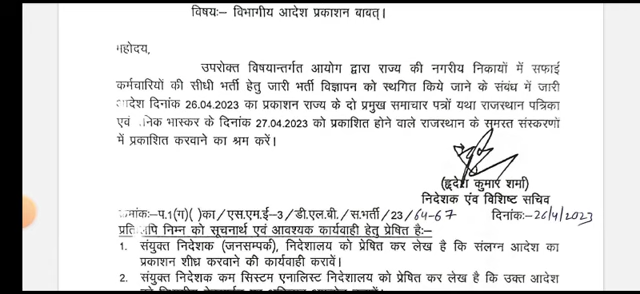 विषयः– विभागीय आदेश प्रकाशन बाबत्।
महोदय,
उपरोक्त विषयान्तर्गत आयोग द्वारा राज्य की नगरीय निकायों में सफाई
कर्मचारियों की सीधी भर्ती हेतु जारी भर्ती विज्ञापन को स्थगित किये जाने के संबंध में जारी
आदेश दिनांक 26.04.2023 का प्रकाशन राज्य के दो प्रमुख समाचार पत्रों यथा राजस्थान पत्रिका
एवं दैनिक भास्कर के दिनांक 27.04.2023 को प्रकाशित होने वाले राजस्थान के समस्त संस्करणों
में प्रकाशित करवाने का श्रम करें।
(हृदेश कुमार शर्मा)
निदेशक एंव विशिष्ट सचिव
क्रमांकः–प.1(ग)( )का/एस.एम.ई–3/डी.एल.बी./स.भर्ती/23/64-67 दिनांकः–26/4/2023
प्रतिलिपि निम्न को सूचनार्थ एवं आवश्यक कार्यवाही हेतु प्रेषित हैः–
1. संयुक्त निदेशक (जनसम्पर्क), निदेशालय को प्रेषित कर लेख है कि संलग्न आदेश का
प्रकाशन शीघ्र करवाने की कार्यवाही करावें।
2. संयुक्त निदेशक कम सिस्टम एनालिस्ट निदेशालय को प्रेषित कर लेख है कि उक्त आदेश